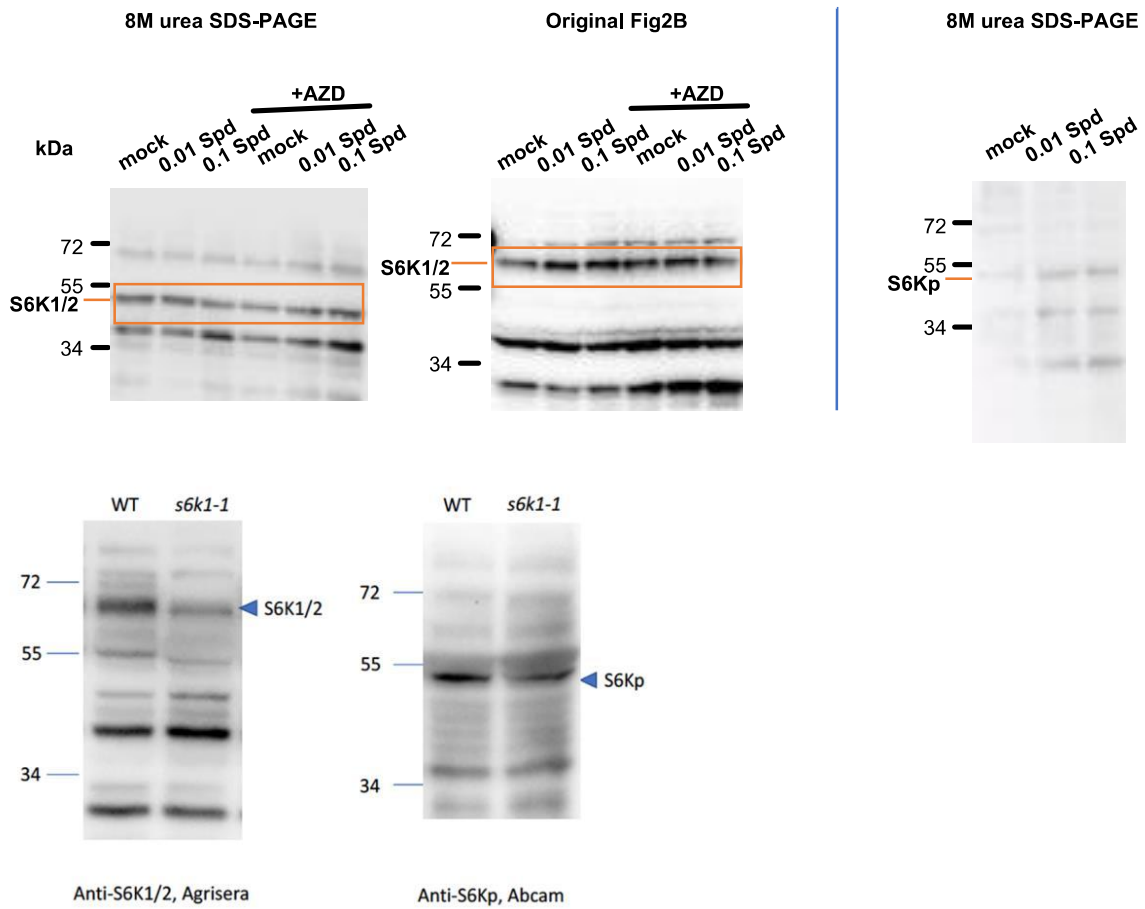 8M urea SDS-PAGE
Original Fig2B
8M urea SDS-PAGE
+AZD
+AZD
kDa
mock
0.01 Spd
0.1 Spd
mock
0.01 Spd
0.1 Spd
mock
0.01 Spd
0.1 Spd
mock
0.01 Spd
0.1 Spd
mock
0.01 Spd
0.1 Spd
72
55
S6K1/2
34
72
S6K1/2
55
34
72
55
S6Kp
34
WT s6k1-1
72
S6K1/2
55
34
WT s6k1-1
72
55
S6Kp
34
Anti-S6K1/2, Agrisera
Anti-S6Kp, Abcam